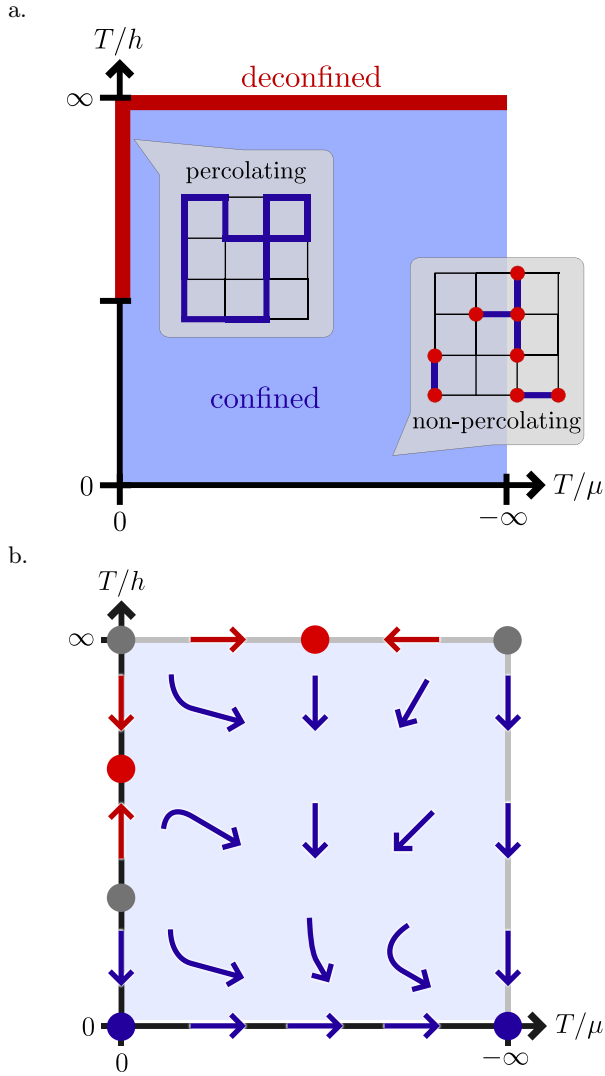 a.
T/h
∞
deconfined
percolating
confined
non-percolating
0
T/μ
0
−∞
b.
T/h
∞
0
T/μ
0
−∞